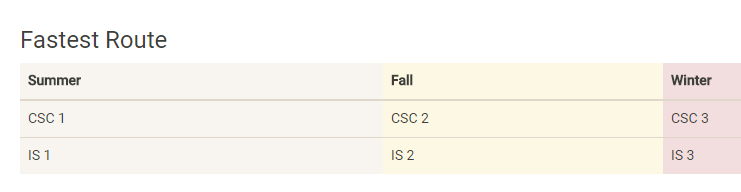 Fastest Route
Summer Fall Winter
CSC 1 CSC 2 CSC 3
IS 1 IS 2 IS 3